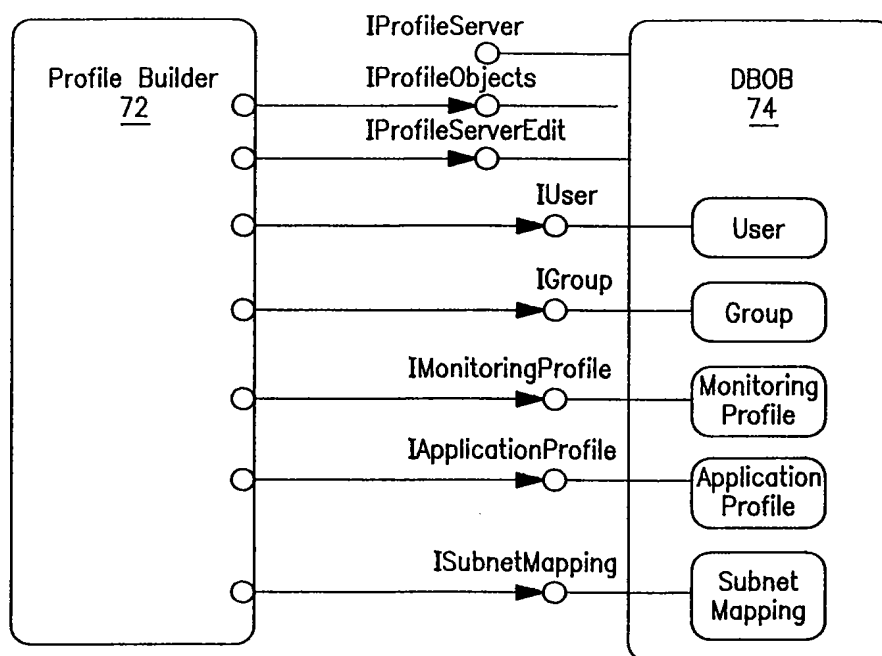 IProfileServer
Profile Builder
72
IProfileObjects
DBOB
74
IProfileServerEdit
IUser
User
IGroup
Group
IMonitoringProfile
Monitoring
Profile
IApplicationProfile
Application
Profile
ISubnetMapping
Subnet
Mapping